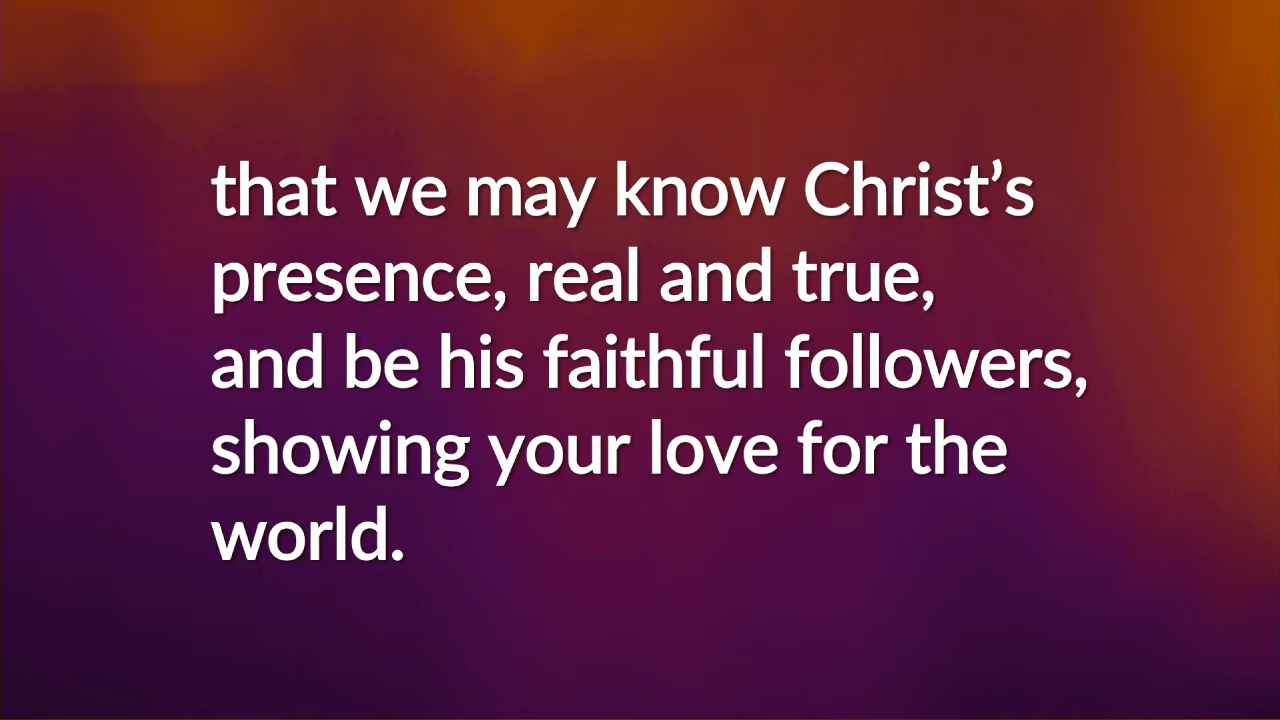 that we may know Christ’s
presence, real and true,
and be his faithful followers,
showing your love for the
world.